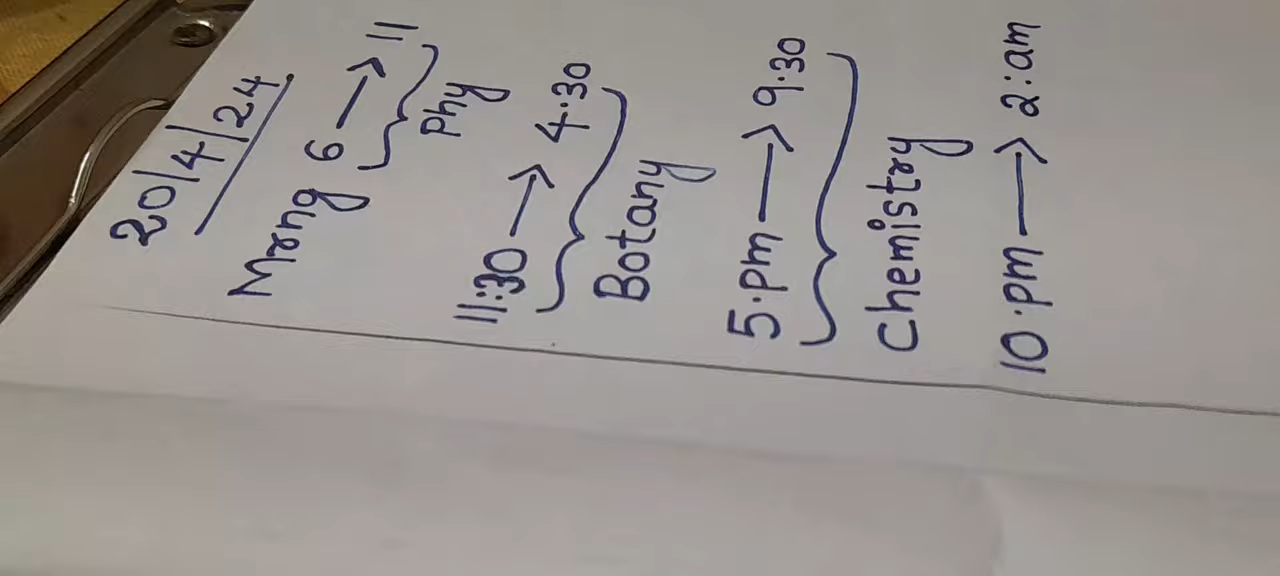 20/4/24
Mrng 6 → 11
Phy
11:30 → 4.30
Botany
5.pm → 9.30
Chemistry
10.pm → 2:am